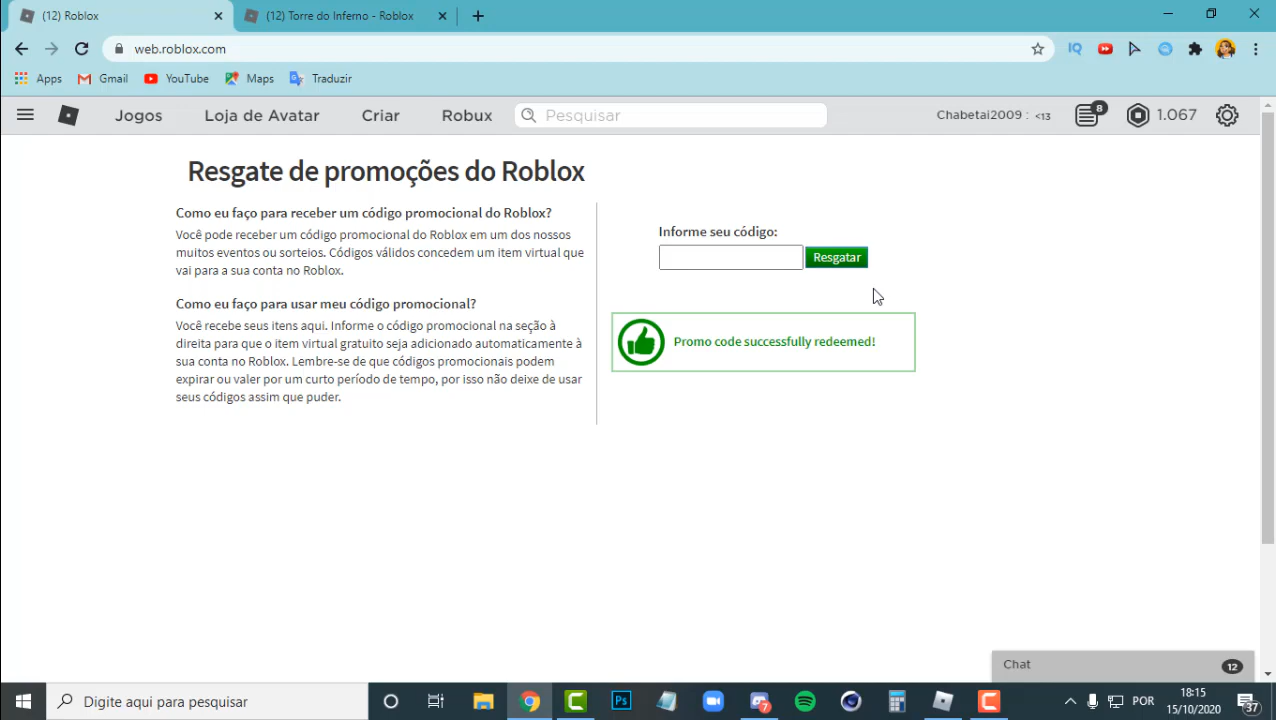 (12) Roblox
(12) Torre do Inferno - Roblox
web.roblox.com
Apps
Gmail
YouTube
Maps
Traduzir
Jogos
Loja de Avatar
Criar
Robux
Pesquisar
Chabetai2009 : <13
8
1.067
Resgate de promoções do Roblox
Como eu faço para receber um código promocional do Roblox?
Você pode receber um código promocional do Roblox em um dos nossos
muitos eventos ou sorteios. Códigos válidos concedem um item virtual que
vai para a sua conta no Roblox.
Como eu faço para usar meu código promocional?
Você recebe seus itens aqui. Informe o código promocional na seção à
direita para que o item virtual gratuito seja adicionado automaticamente à
sua conta no Roblox. Lembre-se de que códigos promocionais podem
expirar ou valer por um curto período de tempo, por isso não deixe de usar
seus códigos assim que puder.
Informe seu código:
Resgatar
Promo code successfully redeemed!
Chat
12
Digite aqui para pesquisar
Ps
7
POR
18:15
15/10/2020
37